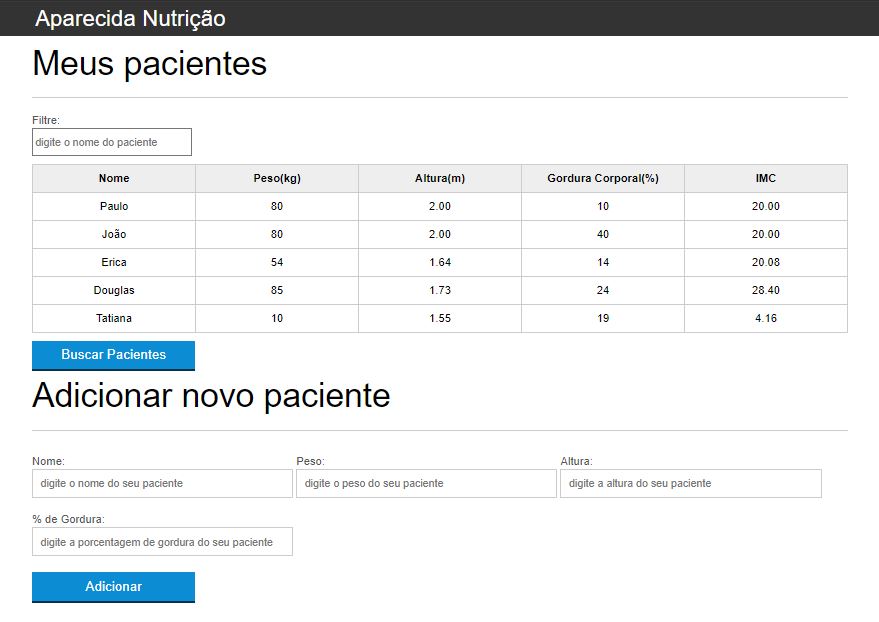 Aparecida Nutrição
Meus pacientes
Filtre:
digite o nome do paciente
Nome Peso(kg) Altura(m) Gordura Corporal(%) IMC
Paulo 80 2.00 10 20.00
João 80 2.00 40 20.00
Erica 54 1.64 14 20.08
Douglas 85 1.73 24 28.40
Tatiana 10 1.55 19 4.16
Buscar Pacientes
Adicionar novo paciente
Nome: Peso: Altura:
digite o nome do seu paciente digite o peso do seu paciente digite a altura do seu paciente
% de Gordura:
digite a porcentagem de gordura do seu paciente
Adicionar